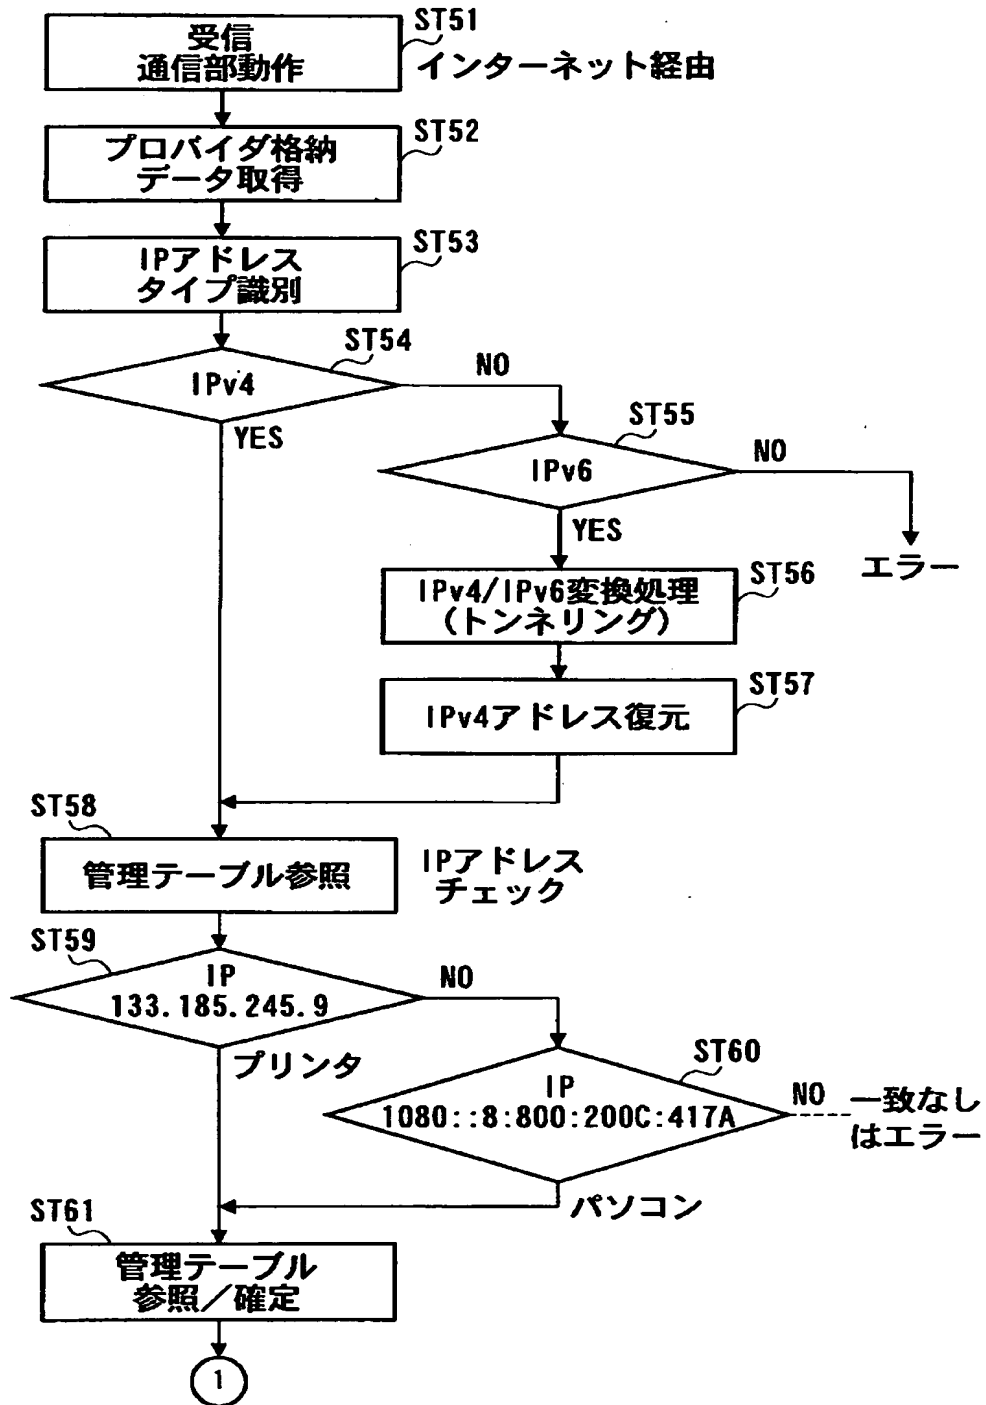 ST51
受信
通信部動作
インターネット経由
ST52
プロバイダ格納
データ取得
ST53
IPアドレス
タイプ識別
ST54
IPv4
NO
YES
ST55
IPv6
NO
YES
エラー
ST56
IPv4/IPv6変換処理
(トンネリング)
ST57
IPv4アドレス復元
ST58
管理テーブル参照
IPアドレス
チェック
ST59
IP
133.185.245.9
NO
プリンタ
ST60
IP
1080::8:800:200C:417A
NO
一致なし
はエラー
パソコン
ST61
管理テーブル
参照/確定
1